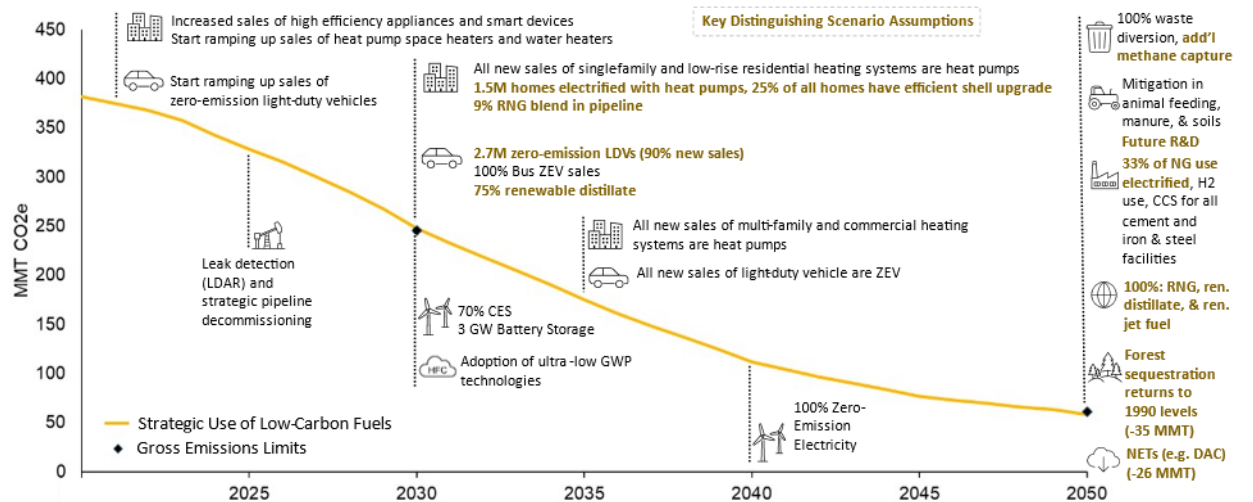 Key Distinguishing Scenario Assumptions
MMT CO2e
450
400
350
300
250
200
150
100
50
0
2025
2030
2035
2040
2045
2050
Increased sales of high efficiency appliances and smart devices
Start ramping up sales of heat pump space heaters and water heaters
Start ramping up sales of
zero-emission light-duty vehicles
Leak detection
(LDAR) and
strategic pipeline
decommissioning
All new sales of singlefamily and low-rise residential heating systems are heat pumps
1.5M homes electrified with heat pumps, 25% of all homes have efficient shell upgrade
9% RNG blend in pipeline
2.7M zero-emission LDVs (90% new sales)
100% Bus ZEV sales
75% renewable distillate
70% CES
3 GW Battery Storage
HFC
Adoption of ultra-low GWP
technologies
All new sales of multi-family and commercial heating
systems are heat pumps
All new sales of light-duty vehicle are ZEV
100% Zero-
Emission
Electricity
100% waste
diversion, add'l
methane capture
Mitigation in
animal feeding,
manure, & soils
Future R&D
33% of NG use
electrified, H2
use, CCS for all
cement and
iron & steel
facilities
100%: RNG, ren.
distillate, & ren.
jet fuel
Forest
sequestration
returns to
1990 levels
(-35 MMT)
NETs (e.g. DAC)
(-26 MMT)
Strategic Use of Low-Carbon Fuels
Gross Emissions Limits